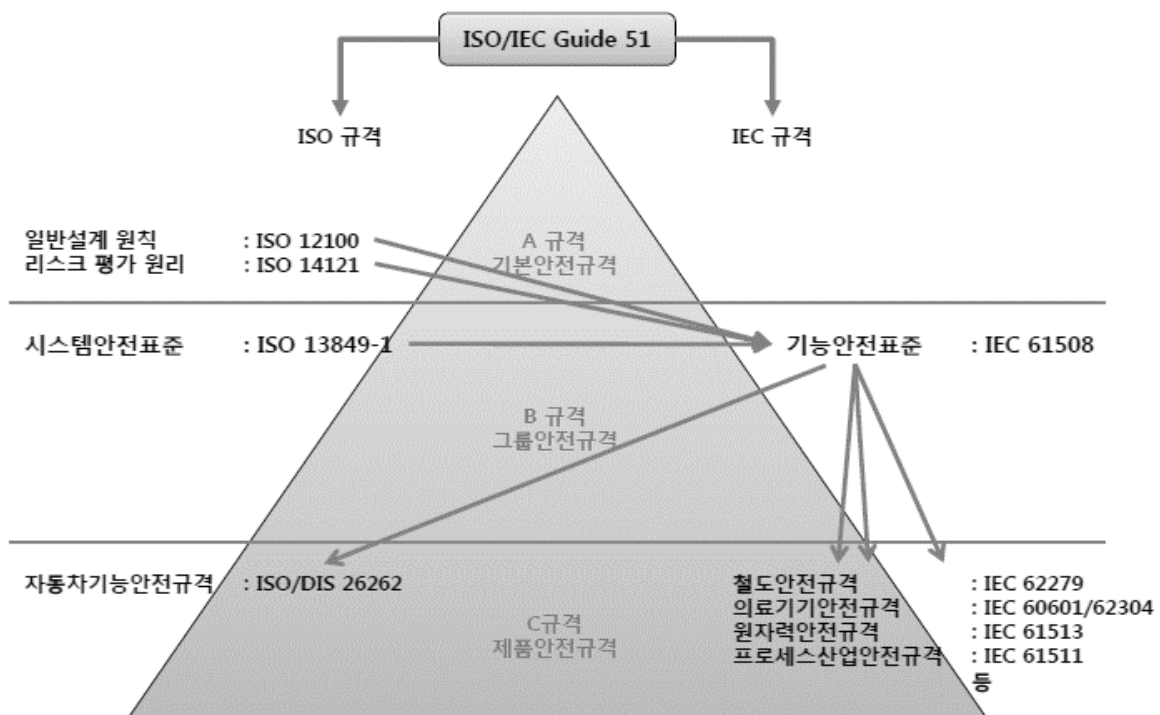 ISO/IEC Guide 51
ISO 규격
IEC 규격
일반설계 원칙 : ISO 12100
리스크 평가 원리 : ISO 14121
A 규격
기본안전규격
시스템안전표준 : ISO 13849-1
기능안전표준 : IEC 61508
B 규격
그룹안전규격
자동차기능안전규격 : ISO/DIS 26262
C규격
제품안전규격
철도안전규격 : IEC 62279
의료기기안전규격 : IEC 60601/62304
원자력안전규격 : IEC 61513
프로세스산업안전규격 : IEC 61511
등